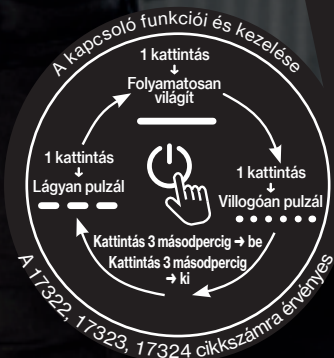 A kapcsoló funkciói és kezelése
1 kattintás
↓
Folyamatosan
világít
1 kattintás
↓
Villogóan pulzál
1 kattintás
↓
Lágyan pulzál
Kattintás 3 másodpercig → be
Kattintás 3 másodpercig
→ ki
A 17322, 17323, 17324 cikkszámra érvényes